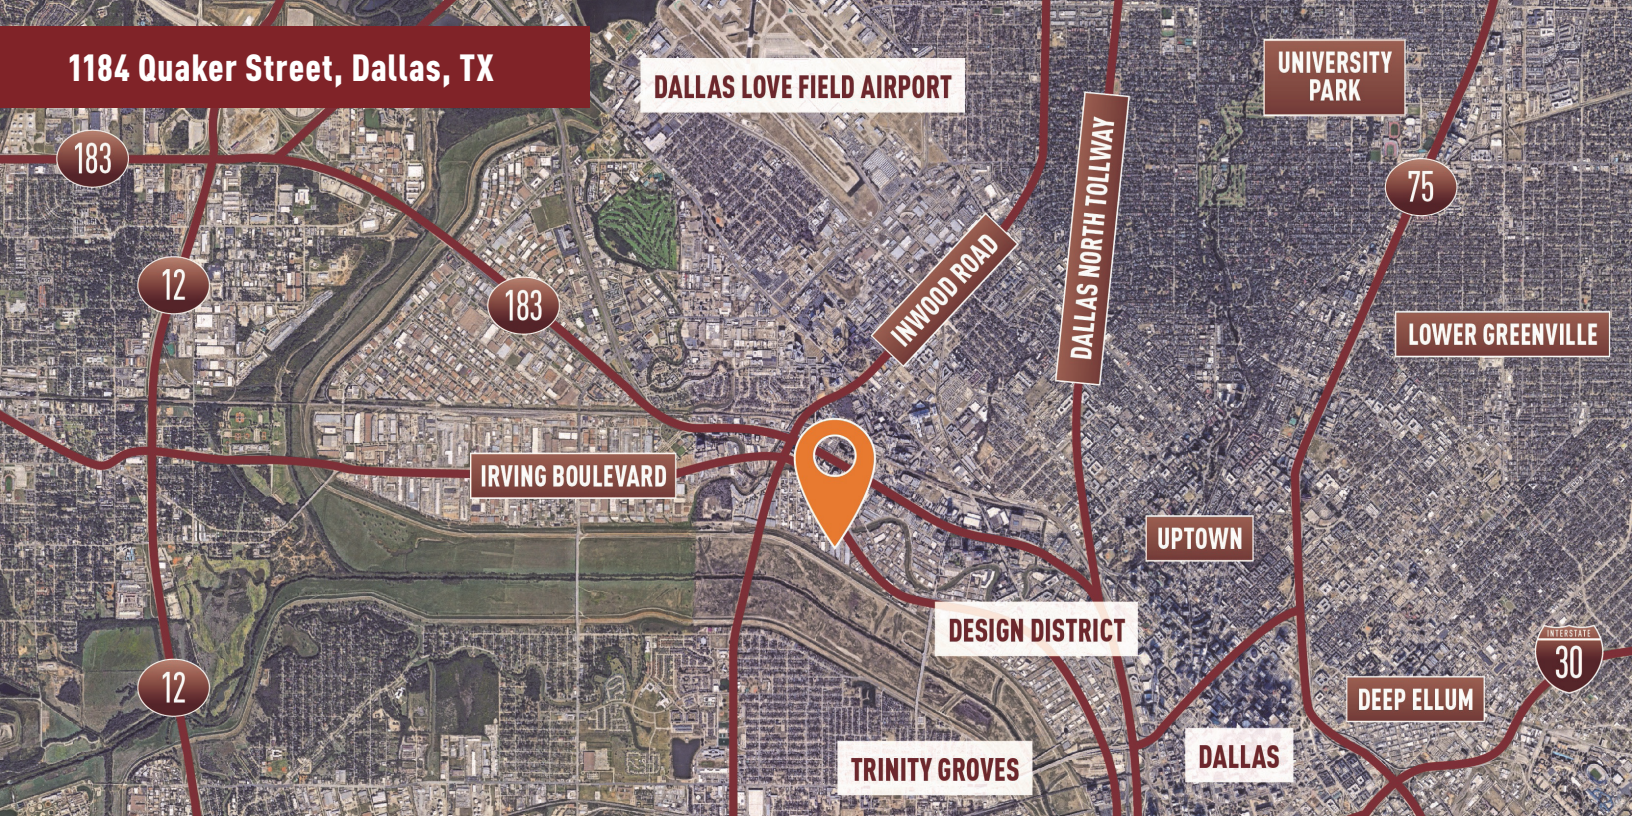 1184 Quaker Street, Dallas, TX
DALLAS LOVE FIELD AIRPORT
UNIVERSITY
PARK
183
75
12
183
INWOOD ROAD
DALLAS NORTH TOLLWAY
LOWER GREENVILLE
IRVING BOULEVARD
UPTOWN
DESIGN DISTRICT
INTERSTATE
30
12
DEEP ELLUM
DALLAS
TRINITY GROVES